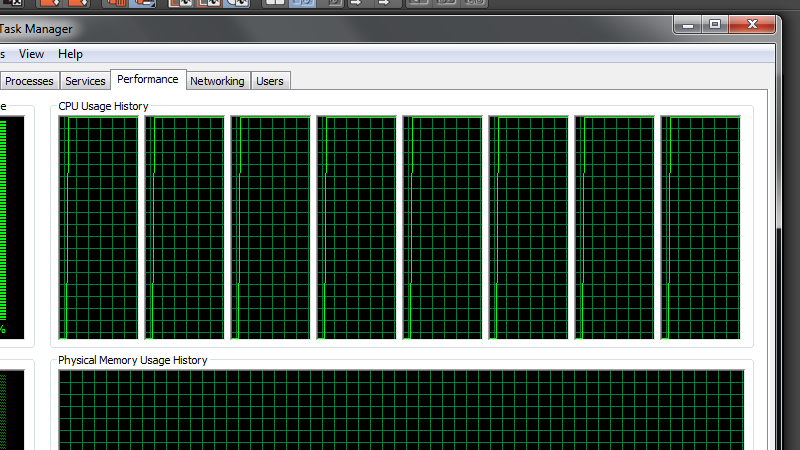 Task Manager
s View Help
Processes Services Performance Networking Users
e CPU Usage History
%
Physical Memory Usage History